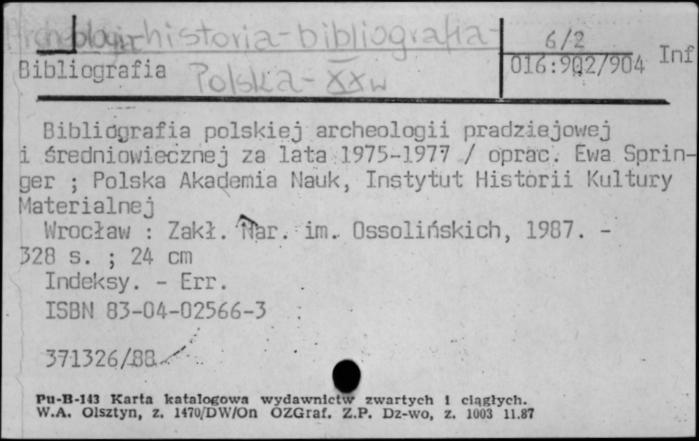 Archeologia-historia-bibliografia-
6/2
Inf
Bibliografia
Polska-XXw
016:902/904
Bibliografia polskiej archeologii pradziejowej
i średniowiecznej za lata 1975-1977 / oprac. Ewa Sprin-
ger ; Polska Akademia Nauk, Instytut Historii Kultury
Materialnej
Wrocław : Zakł. Nar. im. Ossolińskich, 1987. -
328 s. ; 24 cm
Indeksy. - Err.
ISBN 83-04-02566-3
371326/88
Pu-B-143 Karta katalogowa wydawnictw zwartych i ciągłych.
W.A. Olsztyn, z. 1470/DW/On OZGraf. Z.P. Dz-wo, z. 1003 11.87